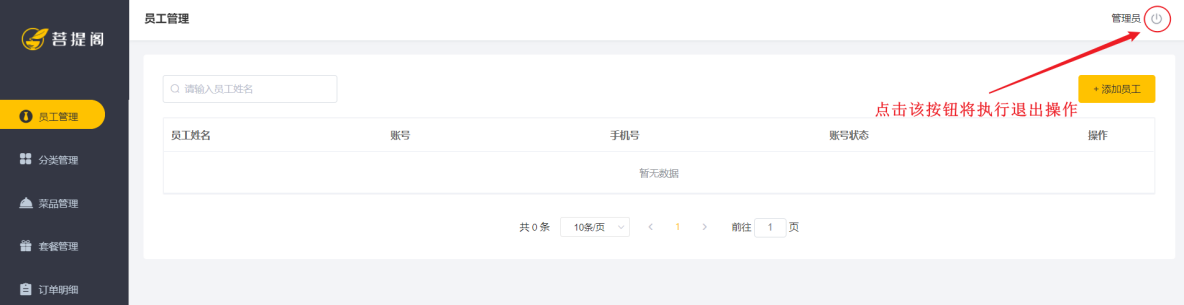 菩提阁
员工管理
分类管理
菜品管理
套餐管理
订单明细
员工管理
管理员
请输入员工姓名
+ 添加员工
点击该按钮将执行退出操作
员工姓名 账号 手机号 账号状态 操作
暂无数据
共 0 条 10条/页 < 1 > 前往 1 页